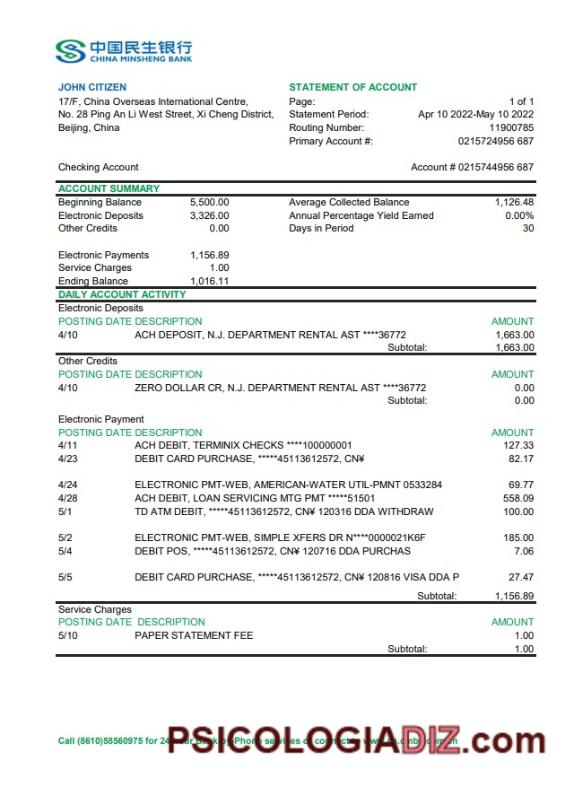 中国民生银行
CHINA MINSHENG BANK
JOHN CITIZEN
17/F, China Overseas International Centre,
No. 28 Ping An Li West Street, Xi Cheng District,
Beijing, China
STATEMENT OF ACCOUNT
Page: 1 of 1
Statement Period: Apr 10 2022-May 10 2022
Routing Number: 11900785
Primary Account #: 0215724956 687
Checking Account Account # 0215744956 687
ACCOUNT SUMMARY
Beginning Balance 5,500.00 Average Collected Balance 1,126.48
Electronic Deposits 3,326.00 Annual Percentage Yield Earned 0.00%
Other Credits 0.00 Days in Period 30
Electronic Payments 1,156.89
Service Charges 1.00
Ending Balance 1,016.11
DAILY ACCOUNT ACTIVITY
Electronic Deposits
POSTING DATE DESCRIPTION AMOUNT
4/10 ACH DEPOSIT, N.J. DEPARTMENT RENTAL AST ****36772 1,663.00
Subtotal: 1,663.00
Other Credits
POSTING DATE DESCRIPTION AMOUNT
4/10 ZERO DOLLAR CR, N.J. DEPARTMENT RENTAL AST ****36772 0.00
Subtotal: 0.00
Electronic Payment
POSTING DATE DESCRIPTION AMOUNT
4/11 ACH DEBIT, TERMINIX CHECKS ****100000001 127.33
4/23 DEBIT CARD PURCHASE, *****45113612572, CN¥ 82.17
4/24 ELECTRONIC PMT-WEB, AMERICAN-WATER UTIL-PMNT 0533284 69.77
4/28 ACH DEBIT, LOAN SERVICING MTG PMT *****51501 558.09
5/1 TD ATM DEBIT, *****45113612572, CN¥ 120316 DDA WITHDRAW 100.00
5/2 ELECTRONIC PMT-WEB, SIMPLE XFERS DR N****0000021K6F 185.00
5/4 DEBIT POS, *****45113612572, CN¥ 120716 DDA PURCHAS 7.06
5/5 DEBIT CARD PURCHASE, *****45113612572, CN¥ 120816 VISA DDA P 27.47
Subtotal: 1,156.89
Service Charges
POSTING DATE DESCRIPTION AMOUNT
5/10 PAPER STATEMENT FEE 1.00
Subtotal: 1.00
Call (8610)58560975 for 24
PSICOLOGIADIZ.com